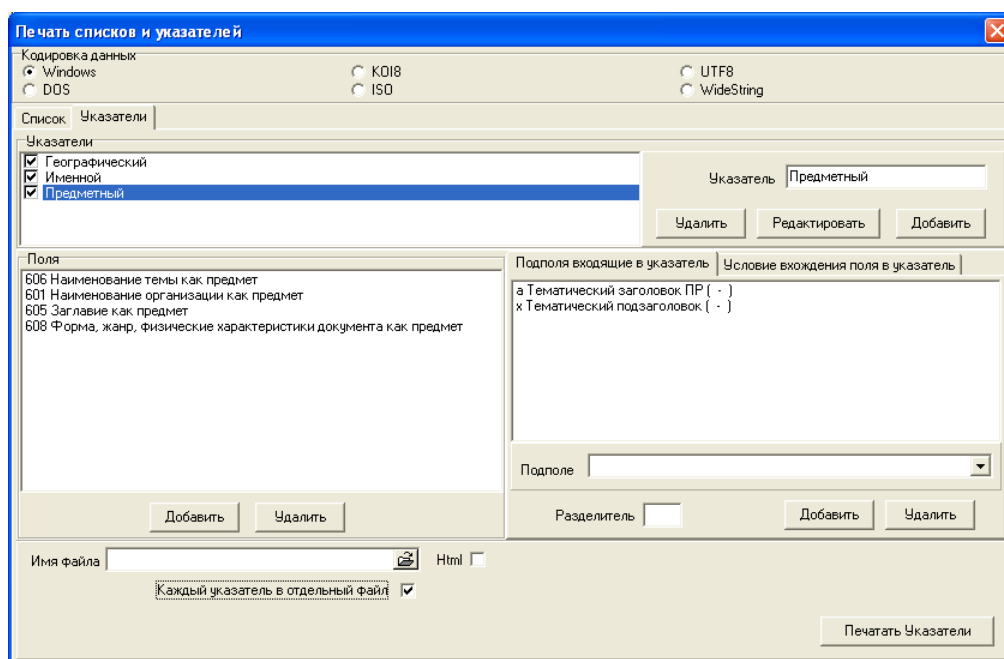 Печать списков и указателей
Кодировка данных
Windows KOI8 UTF8
DOS ISO WideString
Список Указатели
Указатели
Географический
Именной
Предметный
Указатель Предметный
Удалить Редактировать Добавить
Поля
606 Наименование темы как предмет
601 Наименование организации как предмет
605 Заглавие как предмет
608 Форма, жанр, физические характеристики документа как предмет
Добавить Удалить
Подполя входящие в указатель Условие вхождения поля в указатель
а Тематический заголовок ПР ( - )
х Тематический подзаголовок ( - )
Подполе
Разделитель Добавить Удалить
Имя файла Html
Каждый указатель в отдельный файл
Печатать Указатели